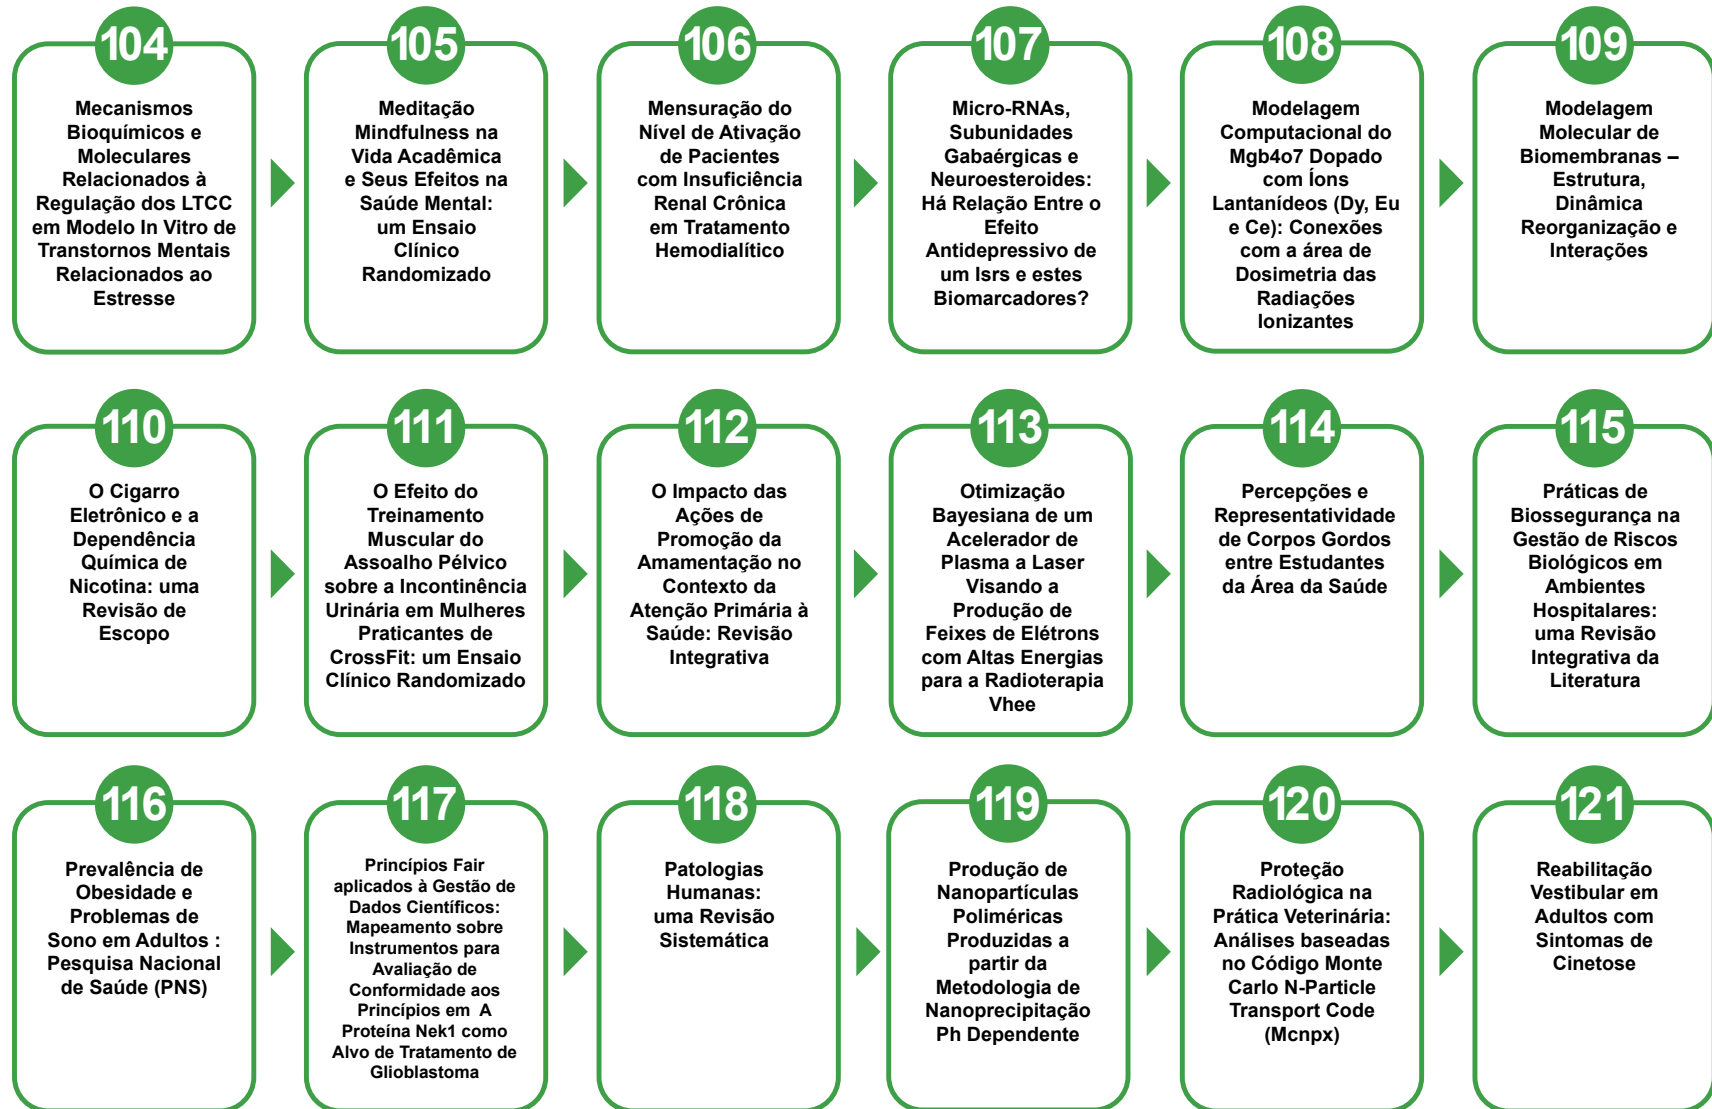 104
Mecanismos
Bioquímicos e
Moleculares
Relacionados à
Regulação dos LTCC
em Modelo In Vitro de
Transtornos Mentais
Relacionados ao
Estresse
105
Meditação
Mindfulness na
Vida Acadêmica
e Seus Efeitos na
Saúde Mental:
um Ensaio
Clínico
Randomizado
106
Mensuração do
Nível de Ativação
de Pacientes
com Insuficiência
Renal Crônica
em Tratamento
Hemodialítico
107
Micro-RNAs,
Subunidades
Gabaérgicas e
Neuroesteroides:
Há Relação Entre o
Efeito
Antidepressivo de
um Isrs e estes
Biomarcadores?
108
Modelagem
Computacional do
Mgb4o7 Dopado
com Íons
Lantanídeos (Dy, Eu
e Ce): Conexões
com a área de
Dosimetria das
Radiações
Ionizantes
109
Modelagem
Molecular de
Biomembranas –
Estrutura,
Dinâmica
Reorganização e
Interações
110
O Cigarro
Eletrônico e a
Dependência
Química de
Nicotina: uma
Revisão de
Escopo
111
O Efeito do
Treinamento
Muscular do
Assoalho Pélvico
sobre a Incontinência
Urinária em Mulheres
Praticantes de
CrossFit: um Ensaio
Clínico Randomizado
112
O Impacto das
Ações de
Promoção da
Amamentação no
Contexto da
Atenção Primária à
Saúde: Revisão
Integrativa
113
Otimização
Bayesiana de um
Acelerador de
Plasma a Laser
Visando a
Produção de
Feixes de Elétrons
com Altas Energias
para a Radioterapia
Vhee
114
Percepções e
Representatividade
de Corpos Gordos
entre Estudantes
da Área da Saúde
115
Práticas de
Biossegurança na
Gestão de Riscos
Biológicos em
Ambientes
Hospitalares:
uma Revisão
Integrativa da
Literatura
116
Prevalência de
Obesidade e
Problemas de
Sono em Adultos :
Pesquisa Nacional
de Saúde (PNS)
117
Princípios Fair
aplicados à Gestão de
Dados Científicos:
Mapeamento sobre
Instrumentos para
Avaliação de
Conformidade aos
Princípios em A
Proteína Nek1 como
Alvo de Tratamento de
Glioblastoma
118
Patologias
Humanas:
uma Revisão
Sistemática
119
Produção de
Nanopartículas
Poliméricas
Produzidas a
partir da
Metodologia de
Nanoprecipitação
Ph Dependente
120
Proteção
Radiológica na
Prática Veterinária:
Análises baseadas
no Código Monte
Carlo N-Particle
Transport Code
(Mcnpx)
121
Reabilitação
Vestibular em
Adultos com
Sintomas de
Cinetose